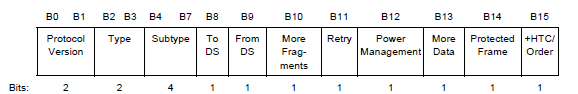 B0 B1 B2 B3 B4 B7 B8 B9 B10 B11 B12 B13 B14 B15
Protocol Version Type Subtype To DS From DS More Frag-ments Retry Power Management More Data Protected Frame +HTC/Order
Bits: 2 2 4 1 1 1 1 1 1 1 1